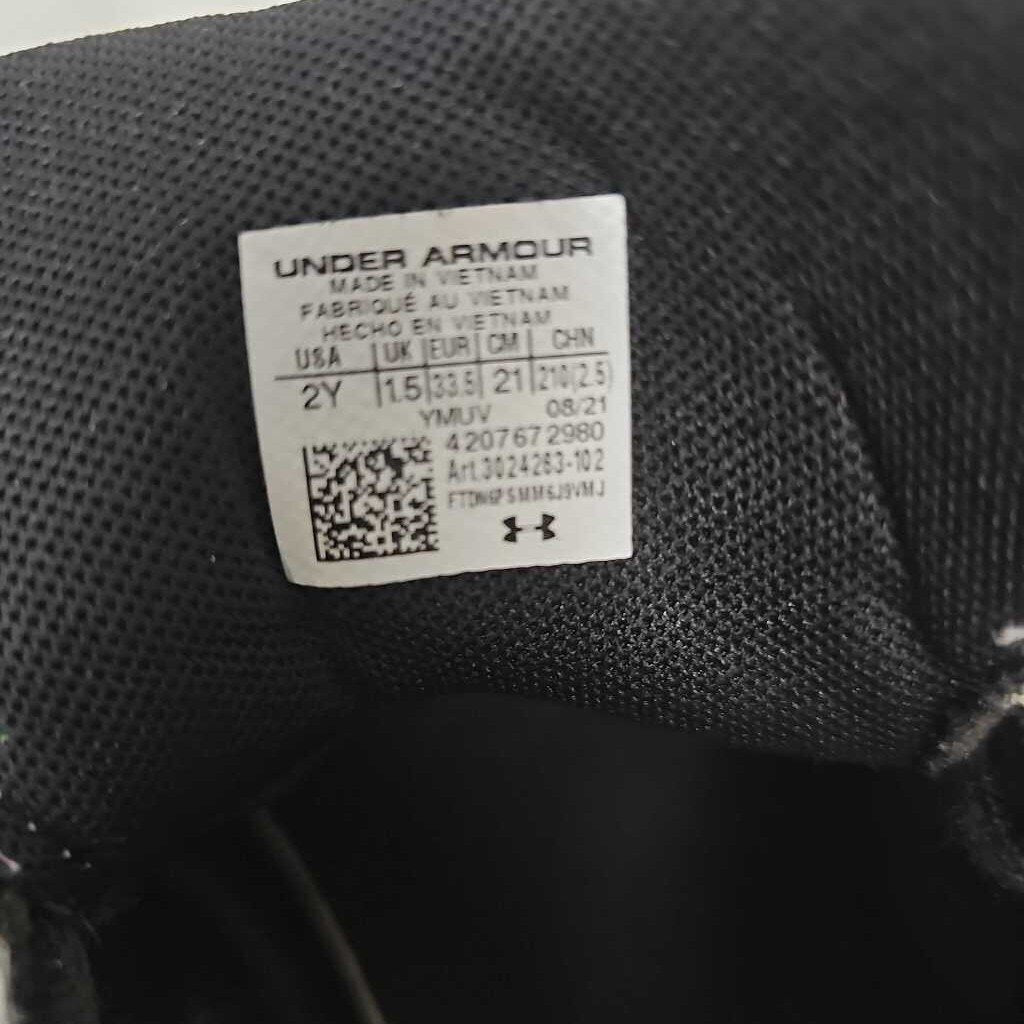 UNDER ARMOUR
MADE IN VIETNAM
FABRIQUÉ AU VIETNAM
HECHO EN VIETNAM
USA UK EUR CM CHN
2Y 1.5 33.5 21 210(2.5)
YMUV 08/21
4207672980
Art.3024263-102